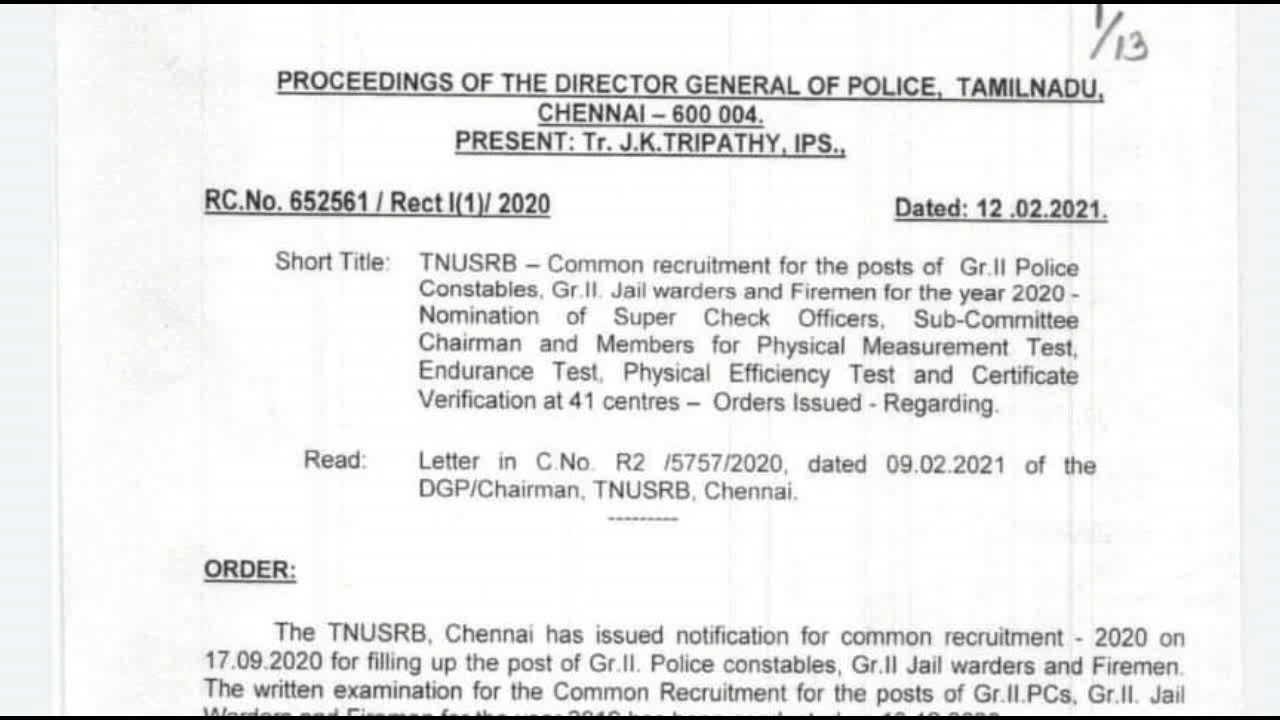 1/13
PROCEEDINGS OF THE DIRECTOR GENERAL OF POLICE, TAMILNADU,
CHENNAI – 600 004.
PRESENT: Tr. J.K.TRIPATHY, IPS.,
RC.No. 652561 / Rect I(1)/ 2020
Dated: 12 .02.2021.
Short Title: TNUSRB – Common recruitment for the posts of Gr.II Police
Constables, Gr.II. Jail warders and Firemen for the year 2020 -
Nomination of Super Check Officers, Sub-Committee
Chairman and Members for Physical Measurement Test,
Endurance Test, Physical Efficiency Test and Certificate
Verification at 41 centres – Orders Issued - Regarding.
Read: Letter in C.No. R2 /5757/2020, dated 09.02.2021 of the
DGP/Chairman, TNUSRB, Chennai.
---------
ORDER:
The TNUSRB, Chennai has issued notification for common recruitment - 2020 on
17.09.2020 for filling up the post of Gr.II. Police constables, Gr.II Jail warders and Firemen.
The written examination for the Common Recruitment for the posts of Gr.II.PCs, Gr.II. Jail